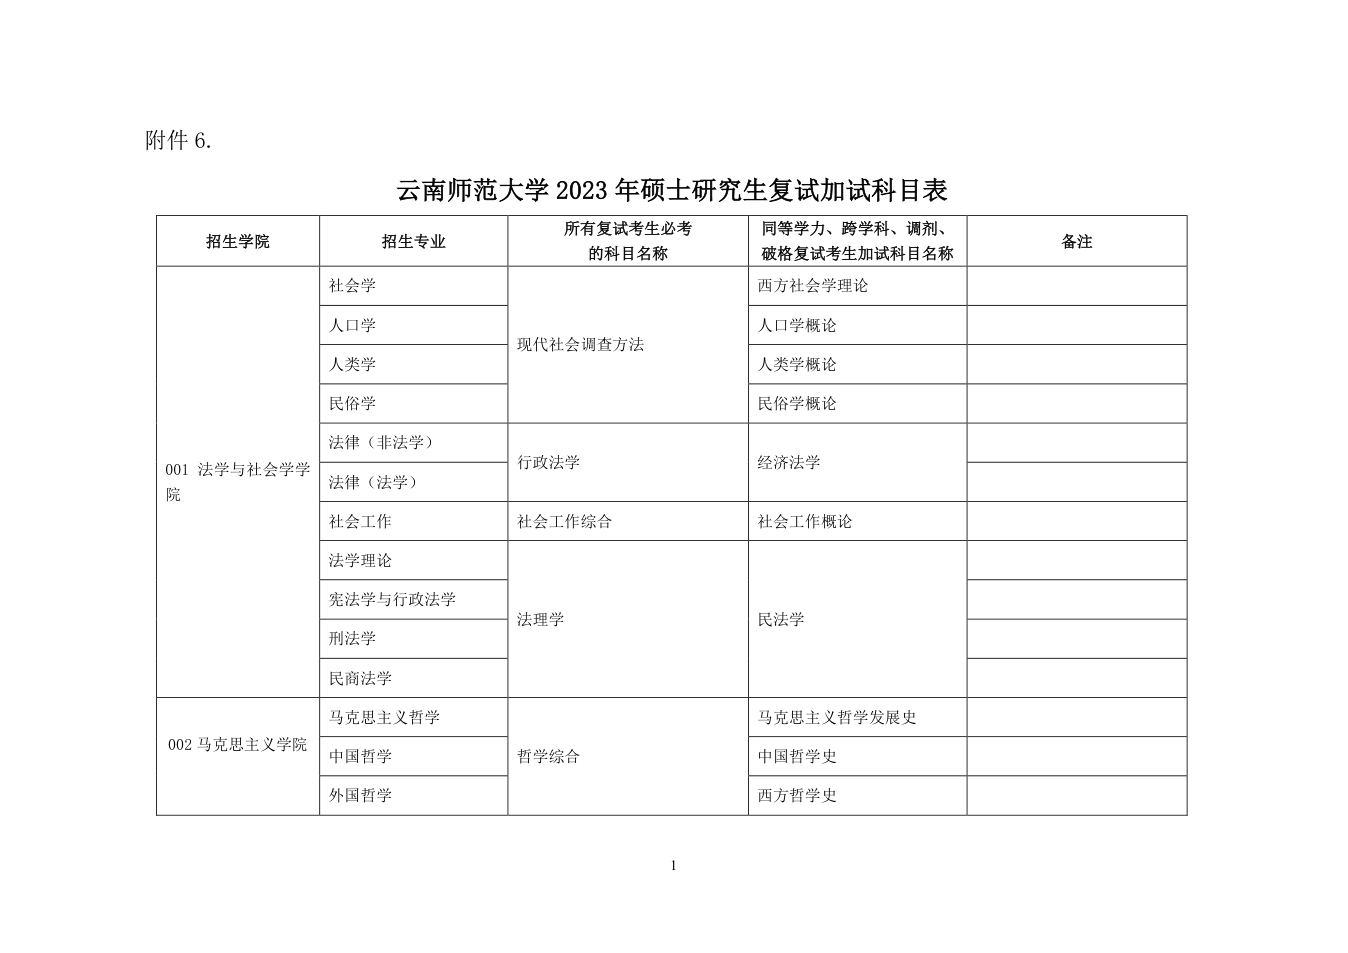 附件 6.
云南师范大学 2023 年硕士研究生复试加试科目表
招生学院
招生专业
所有复试考生必考
的科目名称
同等学力、跨学科、调剂、
破格复试考生加试科目名称
备注
001 法学与社会学学
院
社会学
现代社会调查方法
西方社会学理论
人口学
人口学概论
人类学
人类学概论
民俗学
民俗学概论
法律（非法学）
行政法学
经济法学
法律（法学）
社会工作
社会工作综合
社会工作概论
法学理论
法理学
民法学
宪法学与行政法学
刑法学
民商法学
002 马克思主义学院
马克思主义哲学
哲学综合
马克思主义哲学发展史
中国哲学
中国哲学史
外国哲学
西方哲学史
1